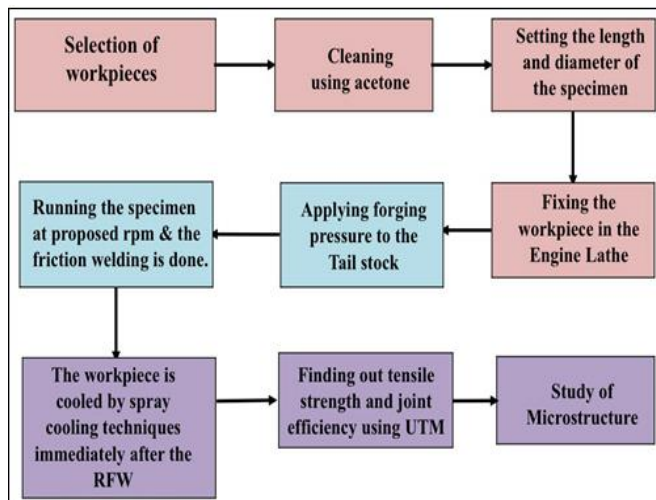 Selection of
workpieces
Cleaning
using acetone
Setting the length
and diameter of
the specimen
Fixing the
workpiece in the
Engine Lathe
Applying forging
pressure to the
Tail stock
Running the specimen
at proposed rpm & the
friction welding is done.
The workpiece is
cooled by spray
cooling techniques
immediately after the
RFW
Finding out tensile
strength and joint
efficiency using UTM
Study of
Microstructure